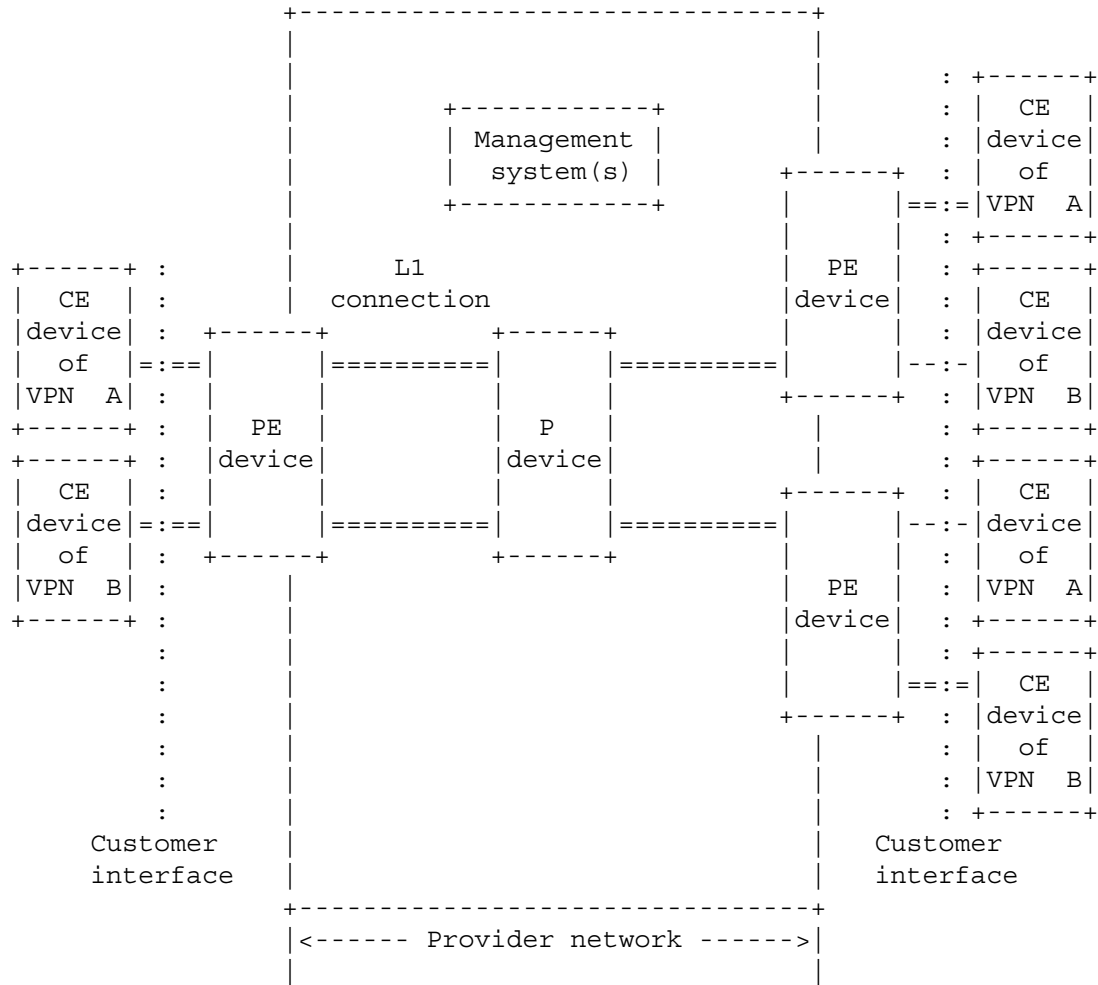 +--------------------------------+
|                                |
|                                |       : +------+
|         +------------+         |       : |  CE  |
|         | Management |         |       : |device|
|         |  system(s) |      +------+  : |  of  |
|         +------------+      |      |==:=|VPN  A|
|                             |      |  : +------+
+------+ :       |      L1                      |  PE  |  : +------+
|  CE  | :       |  connection                  |device|  : |  CE  |
|device| :  +------+          +------+          |      |  : |device|
|  of  |=:==|      |==========|      |==========|      |--:-|  of  |
|VPN  A| :  |      |          |      |          +------+  : |VPN  B|
+------+ :  |  PE  |          |  P   |            |       : +------+
+------+ :  |device|          |device|            |       : +------+
|  CE  | :  |      |          |      |          +------+  : |  CE  |
|device|=:==|      |==========|      |==========|      |--:-|device|
|  of  | :  +------+          +------+          |      |  : |  of  |
|VPN  B| :       |                              |  PE  |  : |VPN  A|
+------+ :       |                              |device|  : +------+
         :       |                              |      |  : +------+
         :       |                              |      |==:=|  CE  |
         :       |                              +------+  : |device|
         :       |                                |       : |  of  |
         :       |                                |       : |VPN  B|
         :       |                                |       : +------+
    Customer     |                                |   Customer
    interface    |                                |   interface
                 +--------------------------------+
                 |<------ Provider network ------>|
                 |                                |